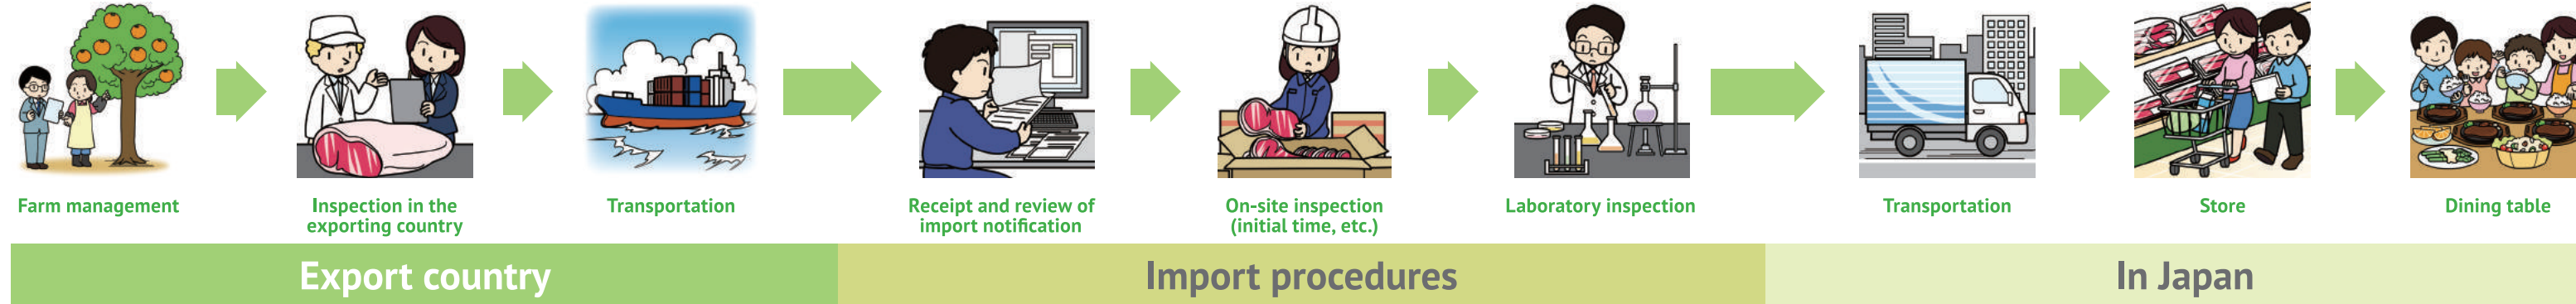 Farm management
Inspection in the
exporting country
Transportation
Receipt and review of
import notification
On-site inspection
(initial time, etc.)
Laboratory inspection
Transportation
Store
Dining table
Export country
Import procedures
In Japan